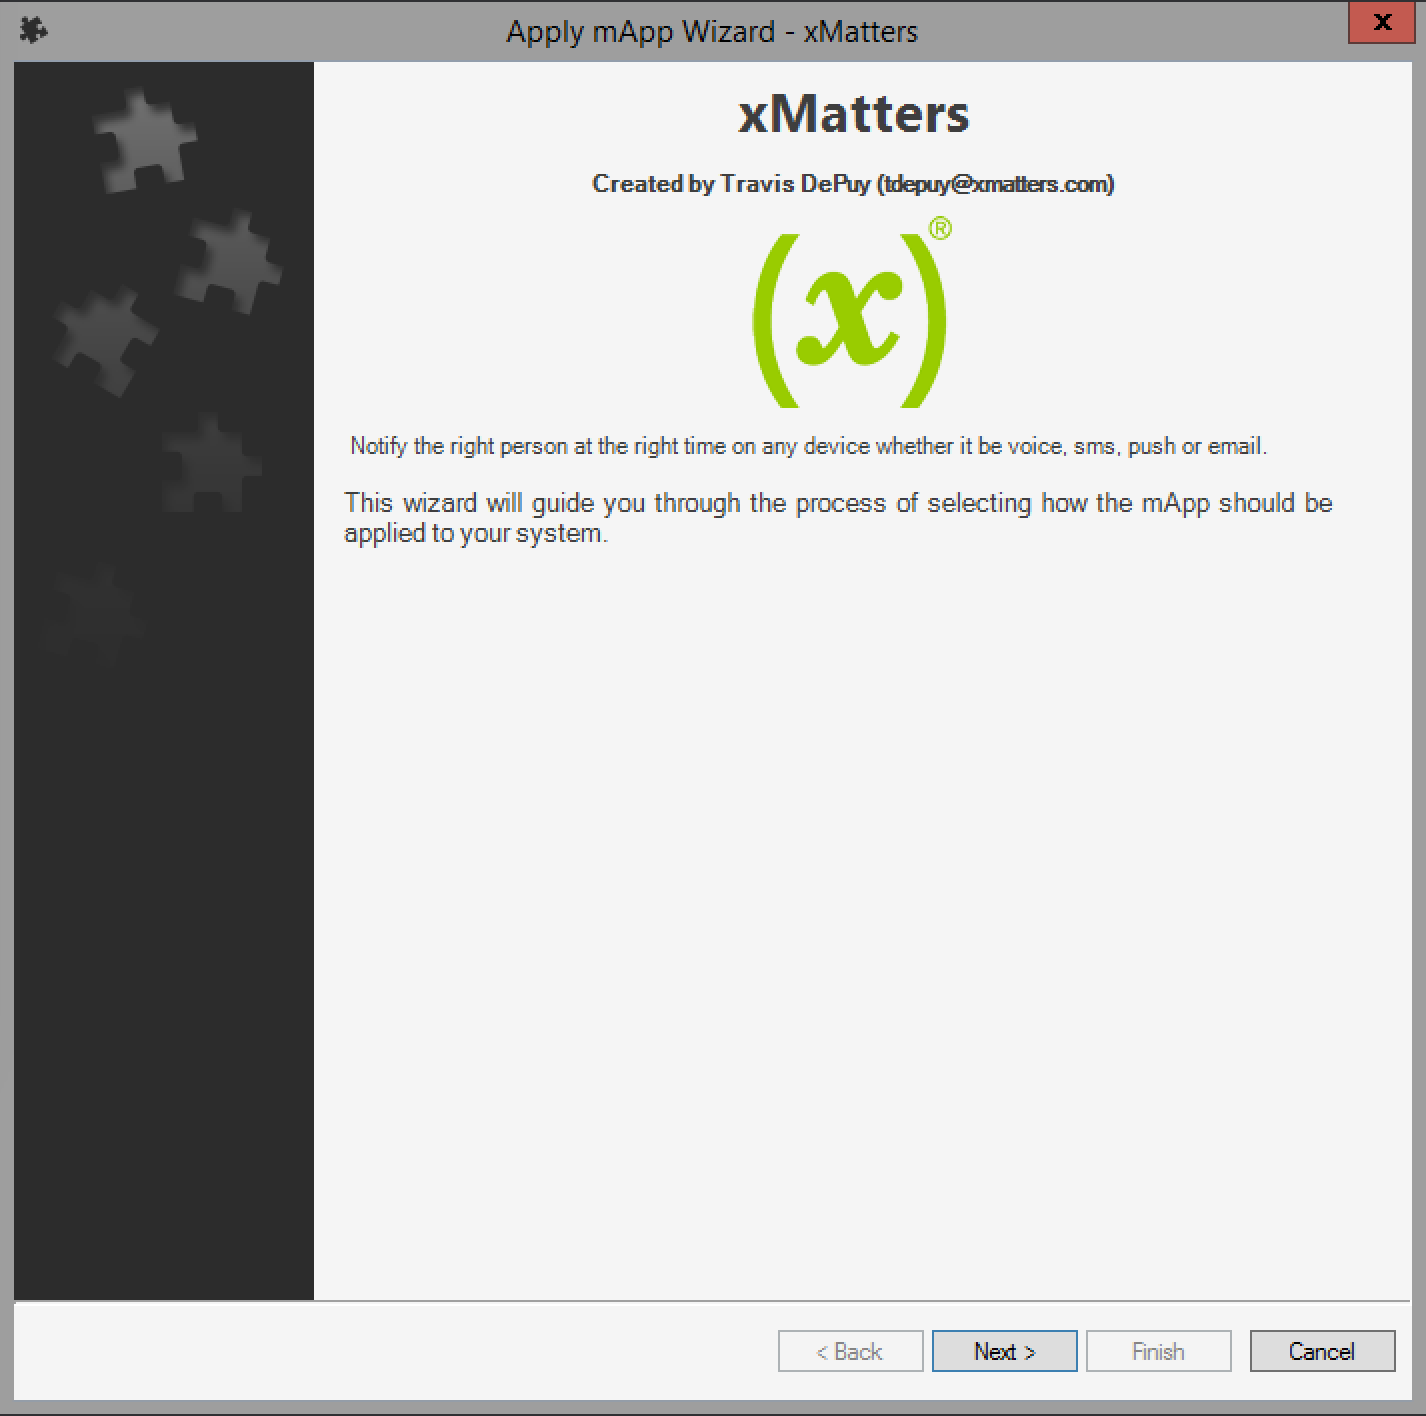 Apply mApp Wizard - xMatters
x
xMatters
Created by Travis DePuy (tdepuy@xmatters.com)
(x)®
Notify the right person at the right time on any device whether it be voice, sms, push or email.
This wizard will guide you through the process of selecting how the mApp should be
applied to your system.
< Back Next > Finish Cancel